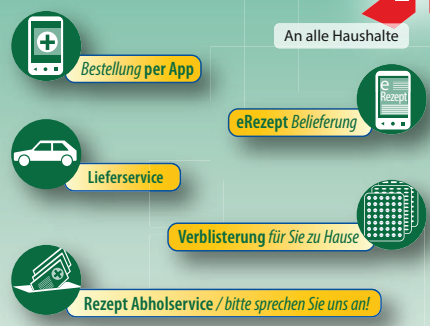 An alle Haushalte
Bestellung per App
e
Rezept
eRezept Belieferung
Lieferservice
Verblisterung für Sie zu Hause
Rezept Abholservice / bitte sprechen Sie uns an!